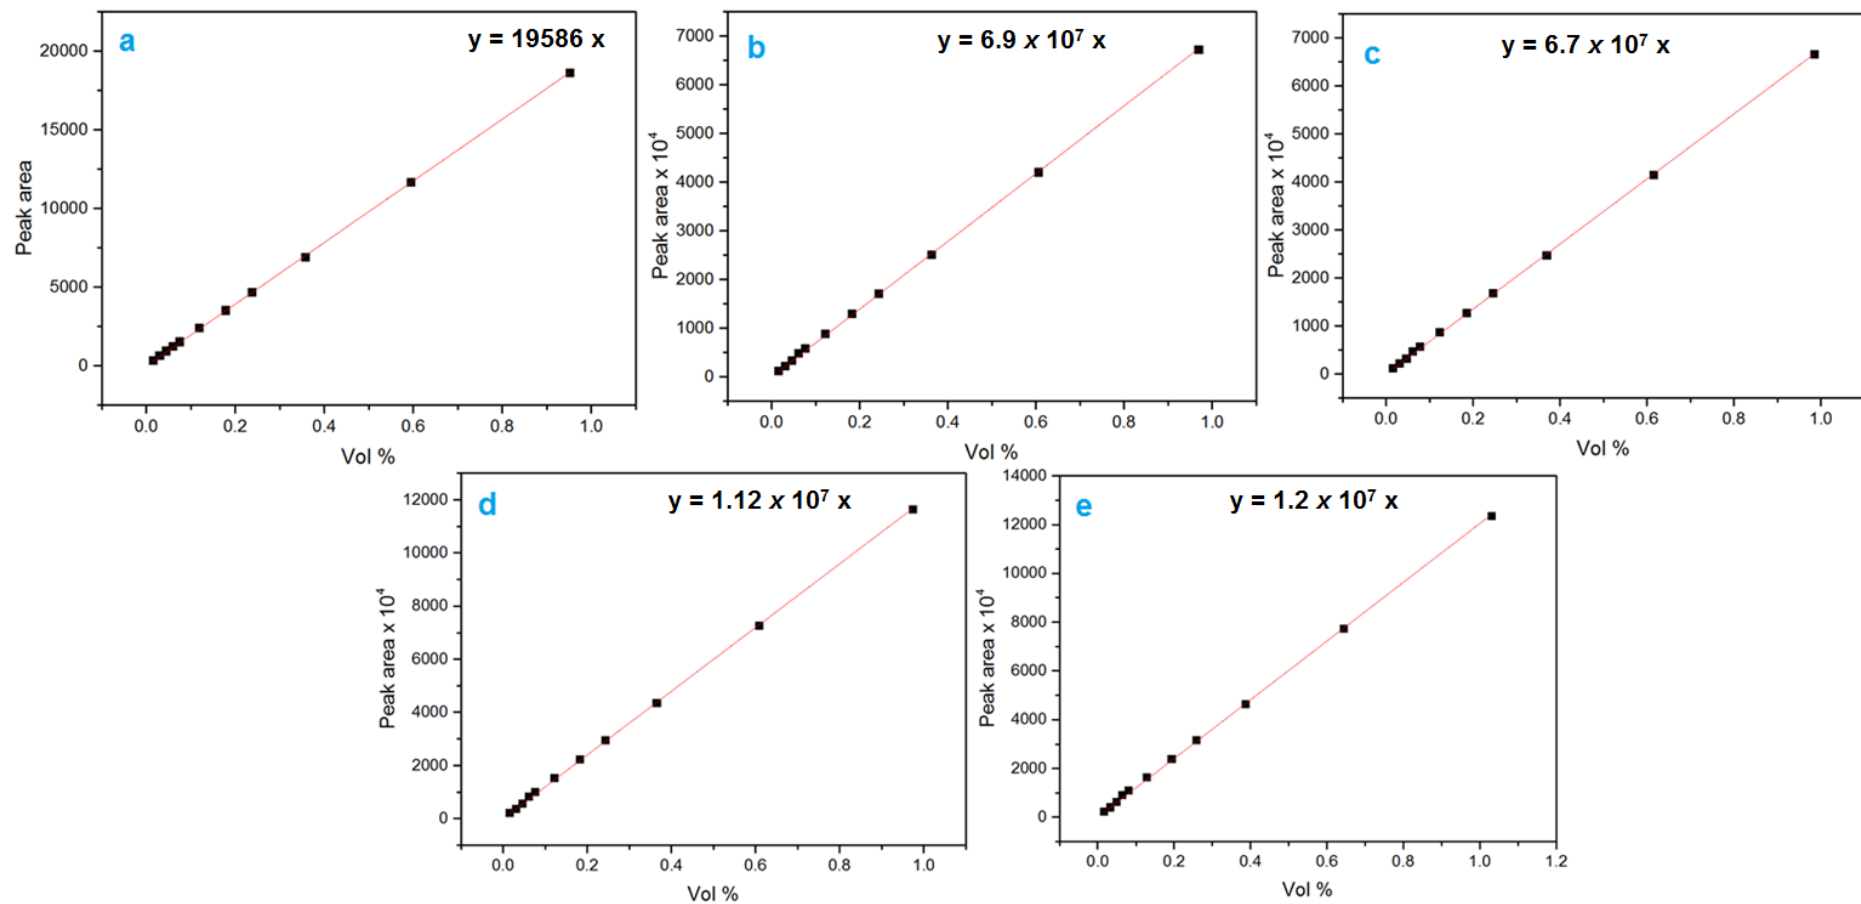 a
y = 19586 x
20000
15000
10000
5000
0
Peak area
0.0 0.2 0.4 0.6 0.8 1.0
Vol %
b
y = 6.9 x 10⁷ x
7000
6000
5000
4000
3000
2000
1000
0
Peak area x 10⁴
0.0 0.2 0.4 0.6 0.8 1.0
Vol %
c
y = 6.7 x 10⁷ x
7000
6000
5000
4000
3000
2000
1000
0
Peak area x 10⁴
0.0 0.2 0.4 0.6 0.8 1.0
Vol %
d
y = 1.12 x 10⁷ x
12000
10000
8000
6000
4000
2000
0
Peak area x 10⁴
0.0 0.2 0.4 0.6 0.8 1.0
Vol %
e
y = 1.2 x 10⁷ x
14000
12000
10000
8000
6000
4000
2000
0
Peak area x 10⁴
0.0 0.2 0.4 0.6 0.8 1.0 1.2
Vol %